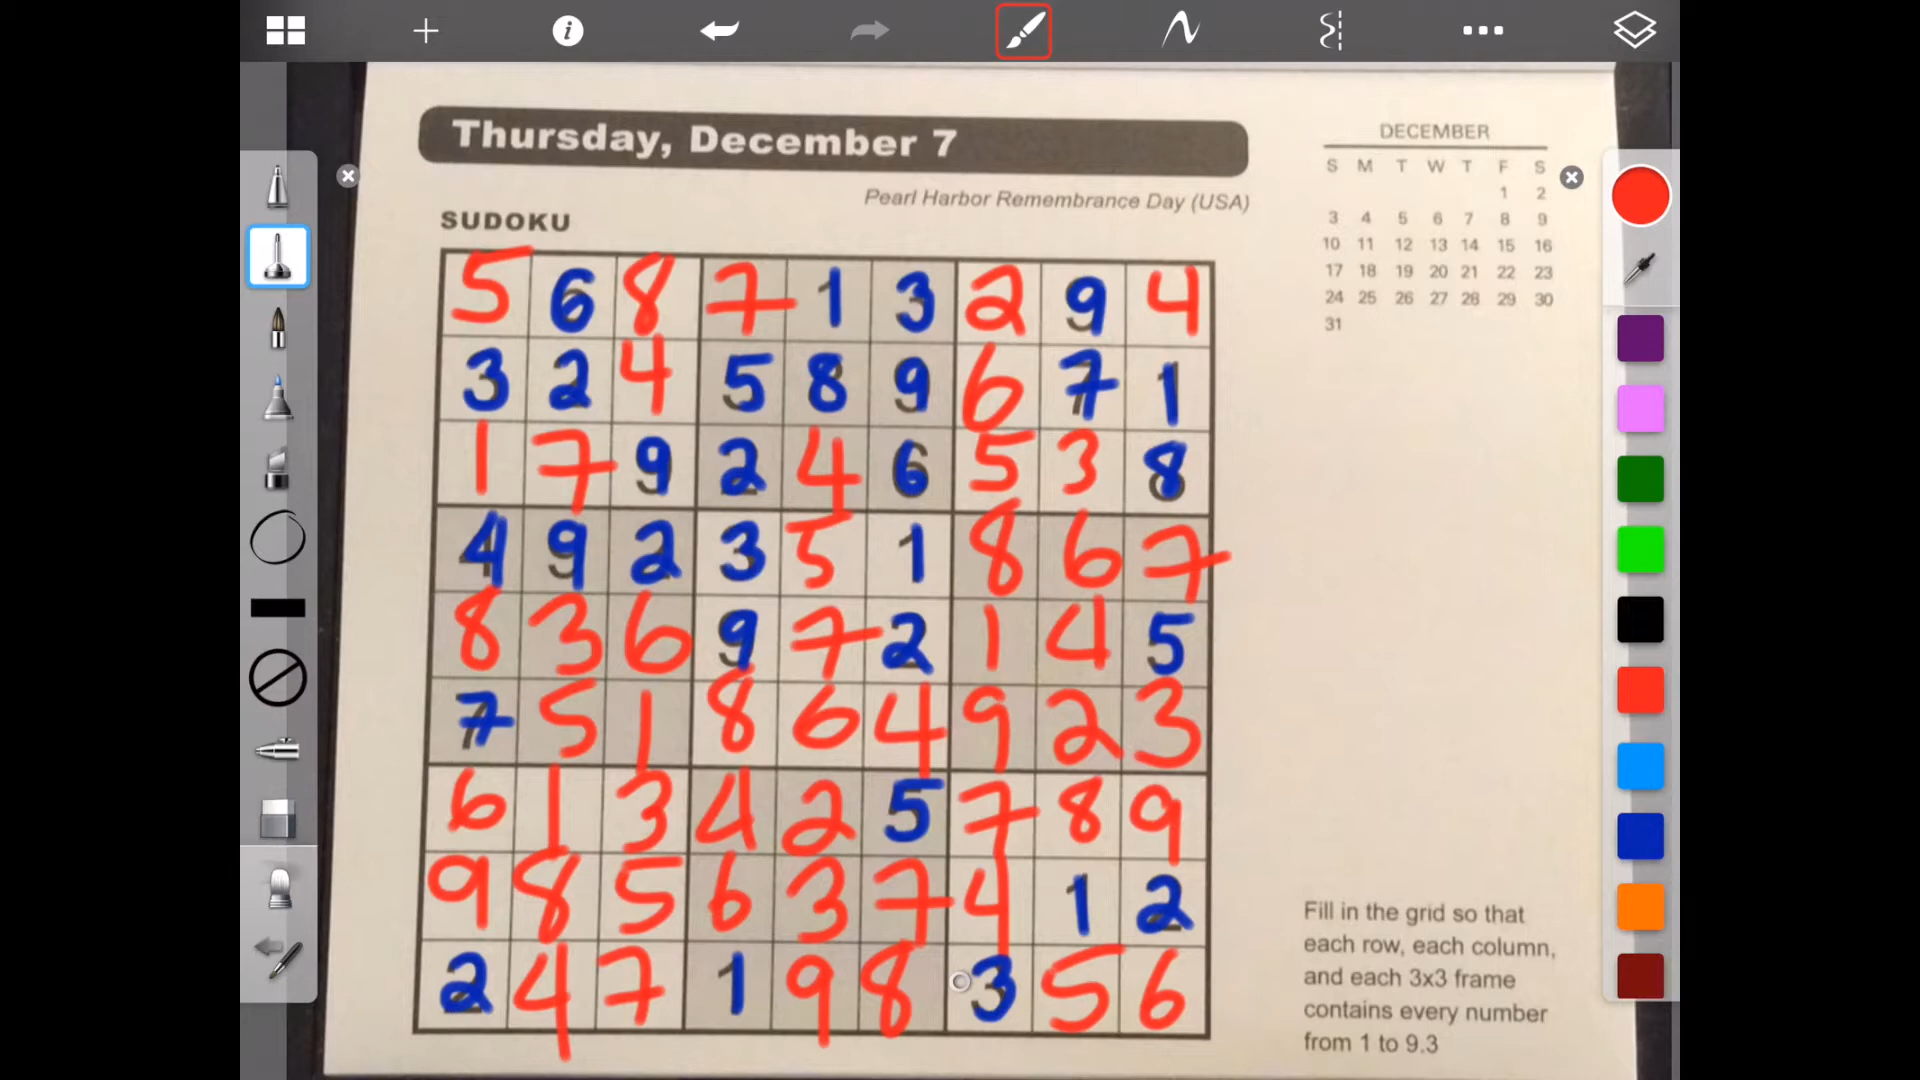 Thursday, December 7
Pearl Harbor Remembrance Day (USA)
SUDOKU
DECEMBER
S M T W T F S
1 2
3 4 5 6 7 8 9
10 11 12 13 14 15 16
17 18 19 20 21 22 23
24 25 26 27 28 29 30
31
5 6 8 7 1 3 2 9 4
3 2 4 5 8 9 6 7 1
1 7 9 2 4 6 5 3 8
4 9 2 3 5 1 8 6 7
8 3 6 9 7 2 1 4 5
7 5 1 8 6 4 9 2 3
6 1 3 4 2 5 7 8 9
9 8 5 6 3 7 4 1 2
2 4 7 1 9 8 3 5 6
Fill in the grid so that
each row, each column,
and each 3x3 frame
contains every number
from 1 to 9.3